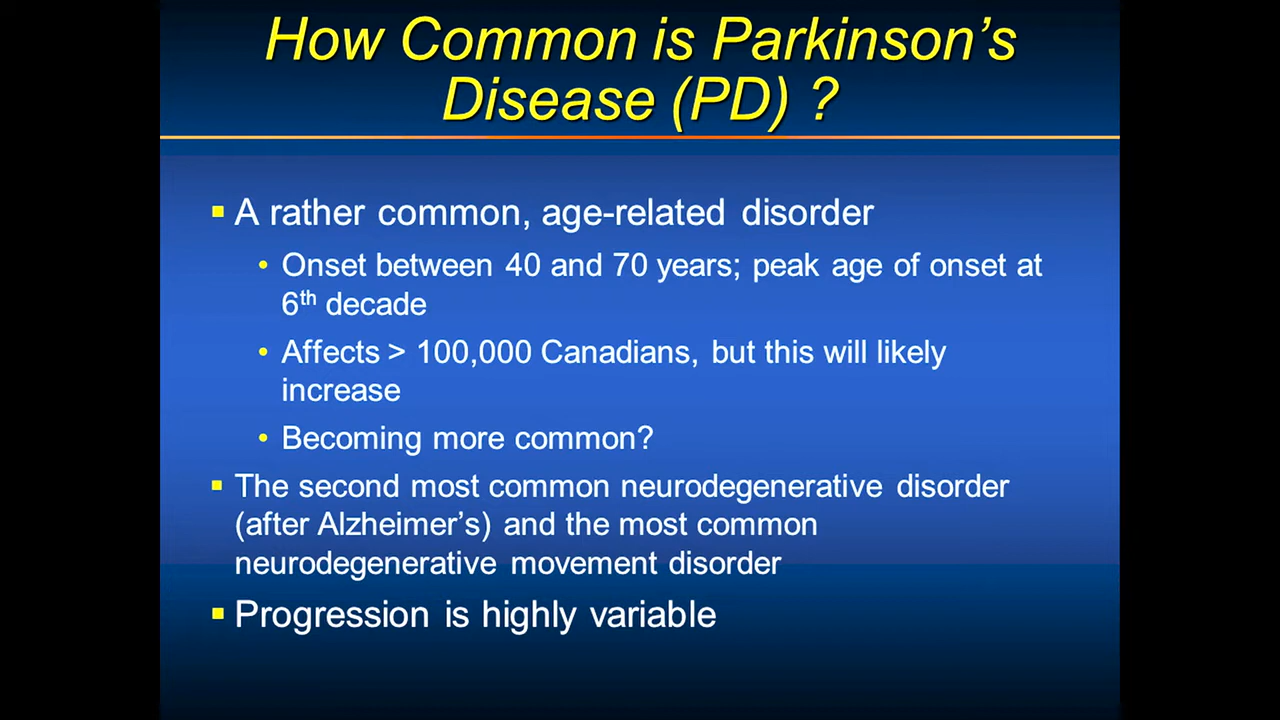 How Common is Parkinson’s
Disease (PD) ?
▪ A rather common, age-related disorder
• Onset between 40 and 70 years; peak age of onset at
6th decade
• Affects > 100,000 Canadians, but this will likely
increase
• Becoming more common?
▪ The second most common neurodegenerative disorder
(after Alzheimer’s) and the most common
neurodegenerative movement disorder
▪ Progression is highly variable